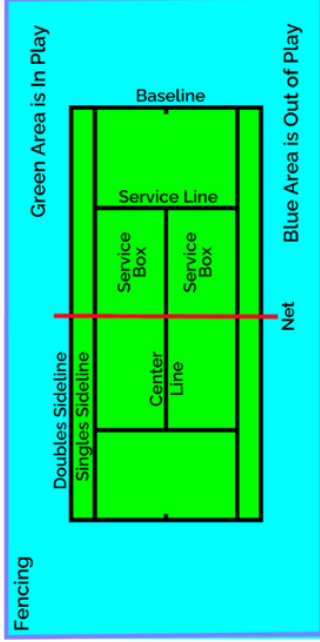 Green Area is In Play
Baseline
Blue Area is Out of Play
Service Line
Service
Box
Service
Box
Net
Doubles Sideline
Singles Sideline
Center
Line
Fencing